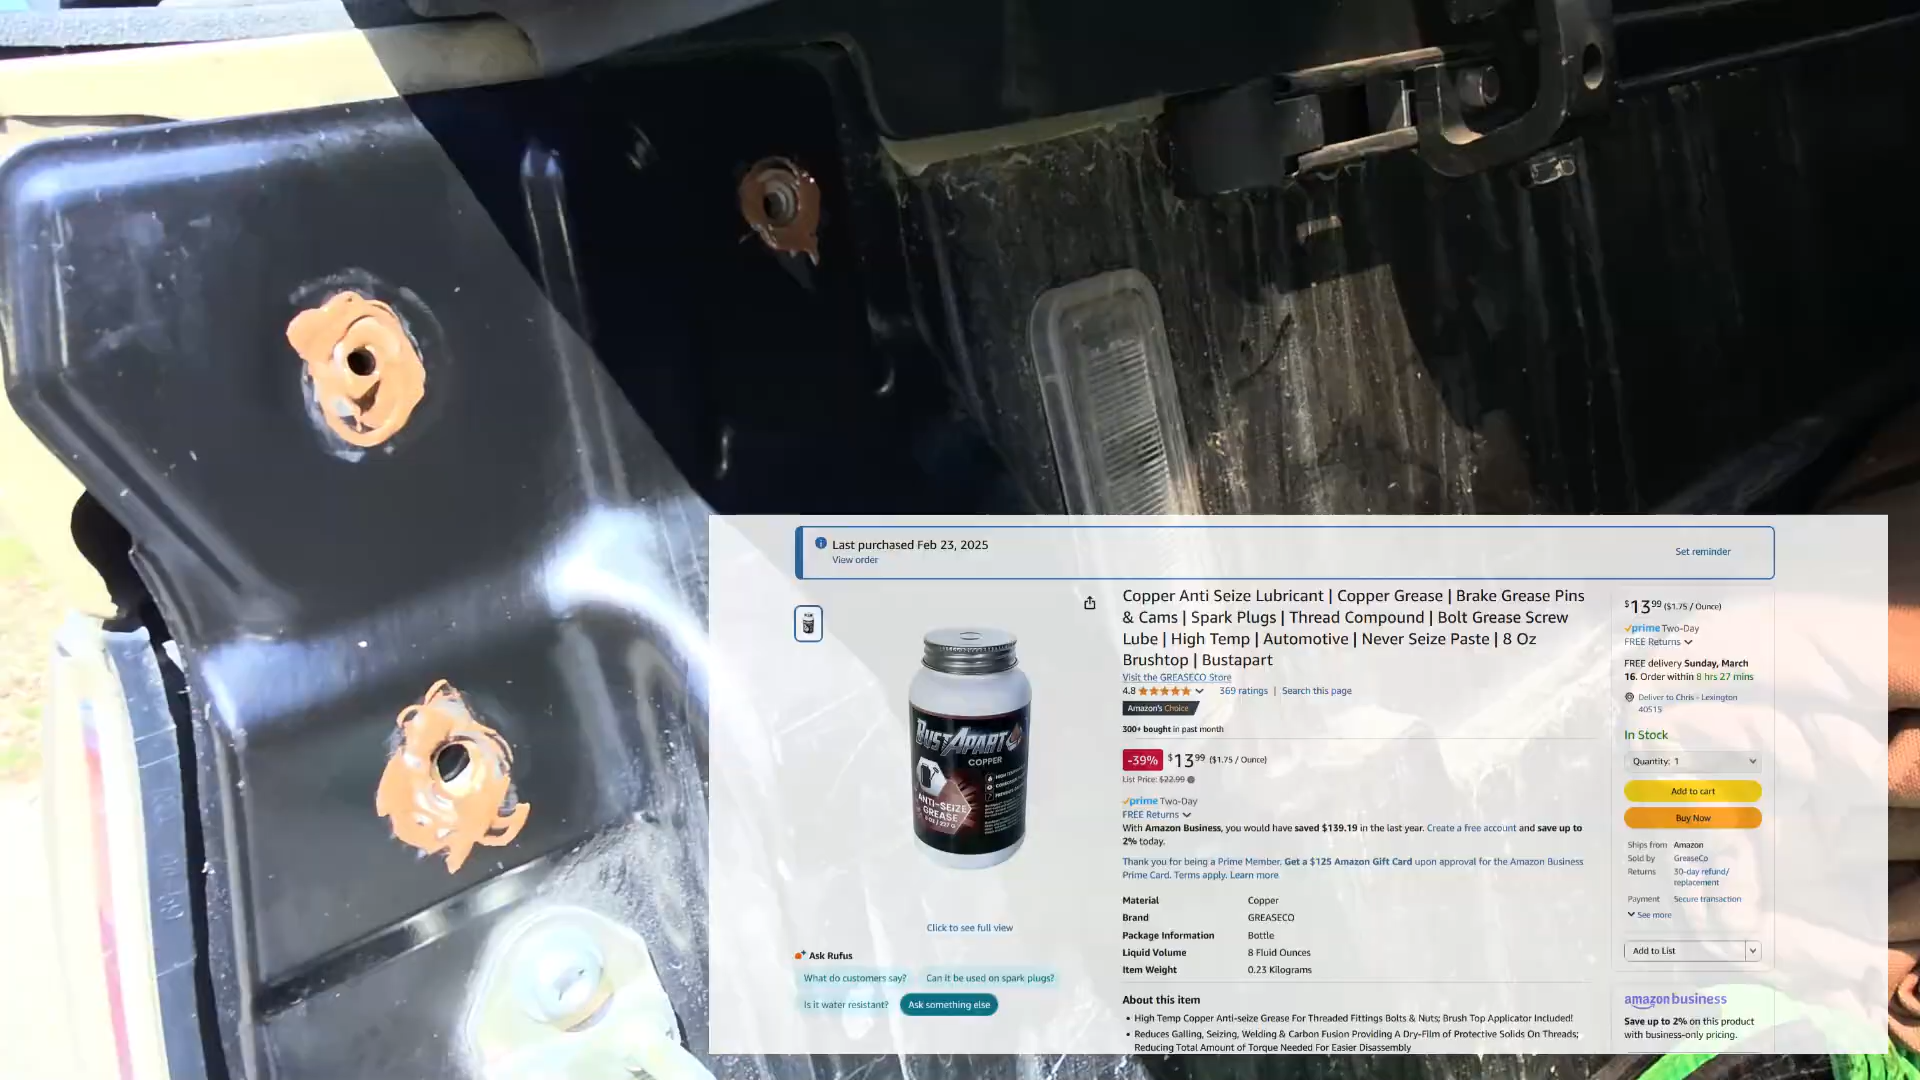 Last purchased Feb 23, 2025
View order
Set reminder
Copper Anti Seize Lubricant | Copper Grease | Brake Grease Pins
& Cams | Spark Plugs | Thread Compound | Bolt Grease Screw
Lube | High Temp | Automotive | Never Seize Paste | 8 Oz
Brushtop | Bustapart
Visit the GREASECO Store
4.8 369 ratings | Search this page
Amazon's Choice
300+ bought in past month
-39% $13 99 ($1.75 / Ounce)
List Price: $22.99
prime Two-Day
FREE Returns
With Amazon Business, you would have saved $139.19 in the last year. Create a free account and save up to
2% today.
Thank you for being a Prime Member. Get a $125 Amazon Gift Card upon approval for the Amazon Business
Prime Card. Terms apply. Learn more
Material Copper
Brand GREASECO
Package Information Bottle
Liquid Volume 8 Fluid Ounces
Item Weight 0.23 Kilograms
About this item
• High Temp Copper Anti-seize Grease For Threaded Fittings Bolts & Nuts; Brush Top Applicator Included!
• Reduces Galling, Seizing, Welding & Carbon Fusion Providing A Dry-Film of Protective Solids On Threads;
Reducing Total Amount of Torque Needed For Easier Disassembly
BUSTAPART
COPPER
ANTI-SEIZE
GREASE
8 OZ / 227 G
Click to see full view
Ask Rufus
What do customers say?
Can it be used on spark plugs?
Is it water resistant?
Ask something else
$13 99 ($1.75 / Ounce)
prime Two-Day
FREE Returns
FREE delivery Sunday, March
16. Order within 8 hrs 27 mins
Deliver to Chris - Lexington
40515
In Stock
Quantity: 1
Add to cart
Buy Now
Ships from Amazon
Sold by GreaseCo
Returns 30-day refund/
replacement
Payment Secure transaction
See more
Add to List
amazon business
Save up to 2% on this product
with business-only pricing.